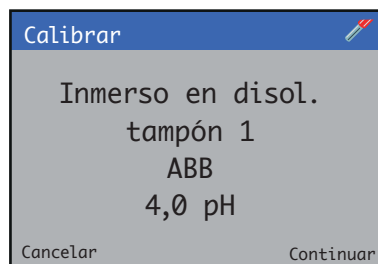 Calibrar
Inmerso en disol.
tampón 1
ABB
4,0 pH
Cancelar Continuar